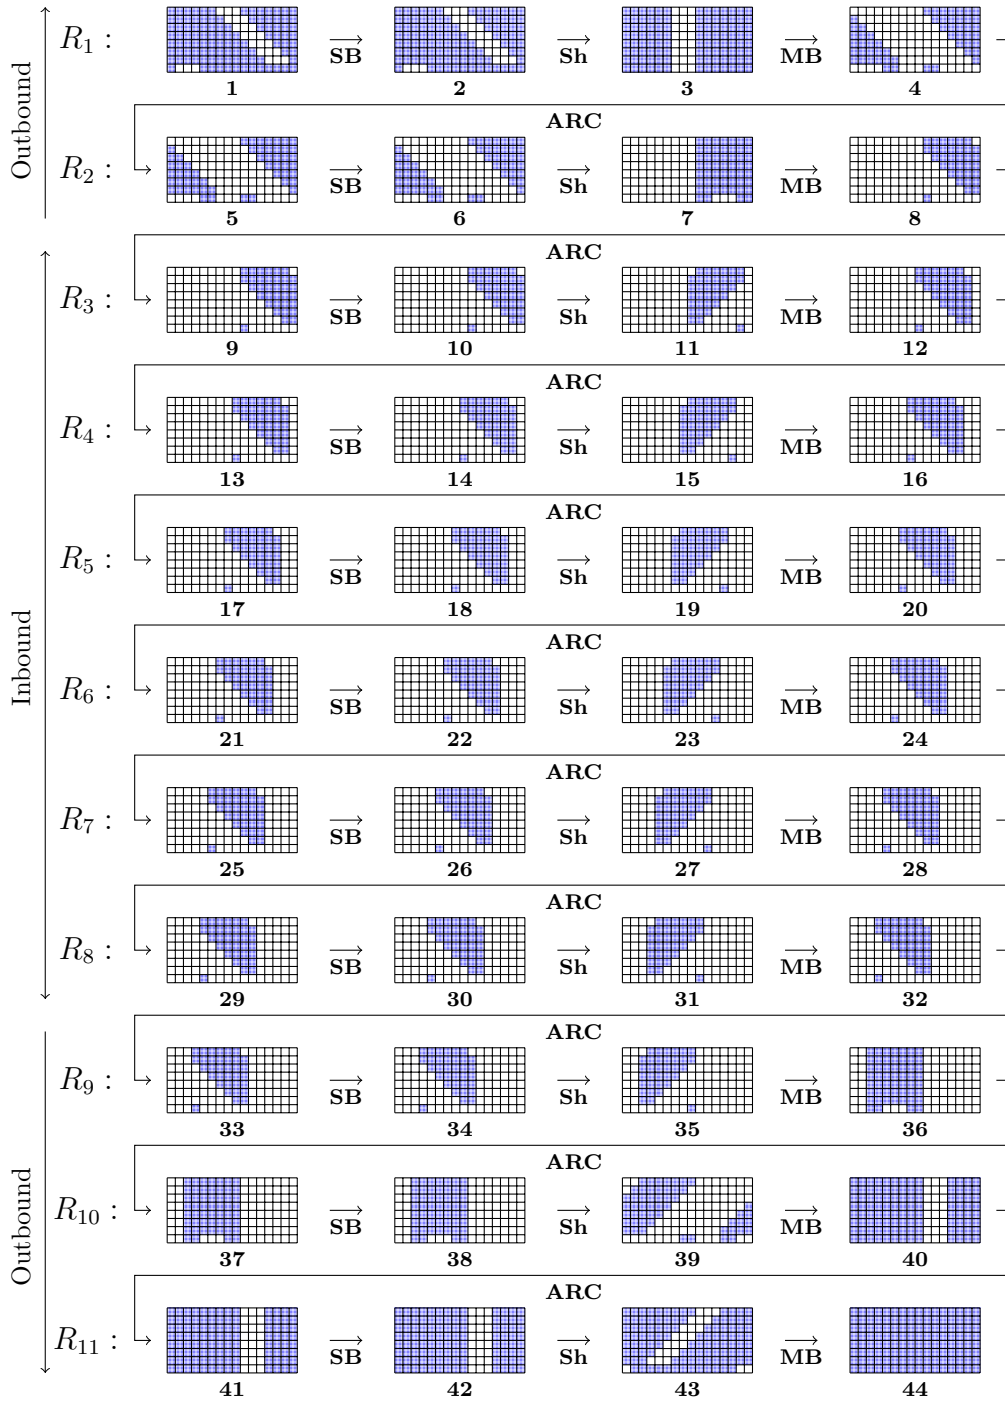 Outbound
R₁ :
SB
Sh
MB
1
2
3
4
ARC
R₂ :
SB
Sh
MB
5
6
7
8
Inbound
ARC
R₃ :
SB
Sh
MB
9
10
11
12
ARC
R₄ :
SB
Sh
MB
13
14
15
16
ARC
R₅ :
SB
Sh
MB
17
18
19
20
ARC
R₆ :
SB
Sh
MB
21
22
23
24
ARC
R₇ :
SB
Sh
MB
25
26
27
28
ARC
R₈ :
SB
Sh
MB
29
30
31
32
Outbound
ARC
R₉ :
SB
Sh
MB
33
34
35
36
ARC
R₁₀ :
SB
Sh
MB
37
38
39
40
ARC
R₁₁ :
SB
Sh
MB
41
42
43
44